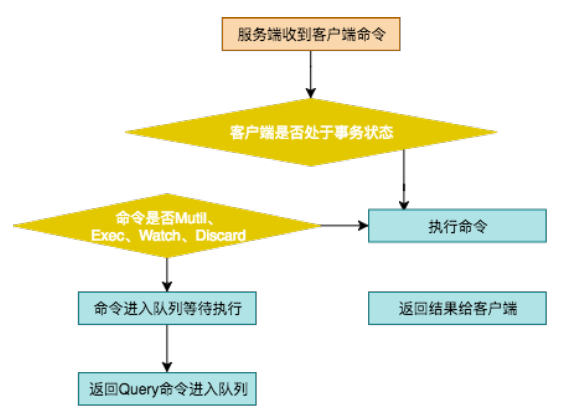 服务端收到客户端命令
客户端是否处于事务状态
命令是否Mutil、
Exec、Watch、Discard
执行命令
命令进入队列等待执行
返回结果给客户端
返回Query命令进入队列